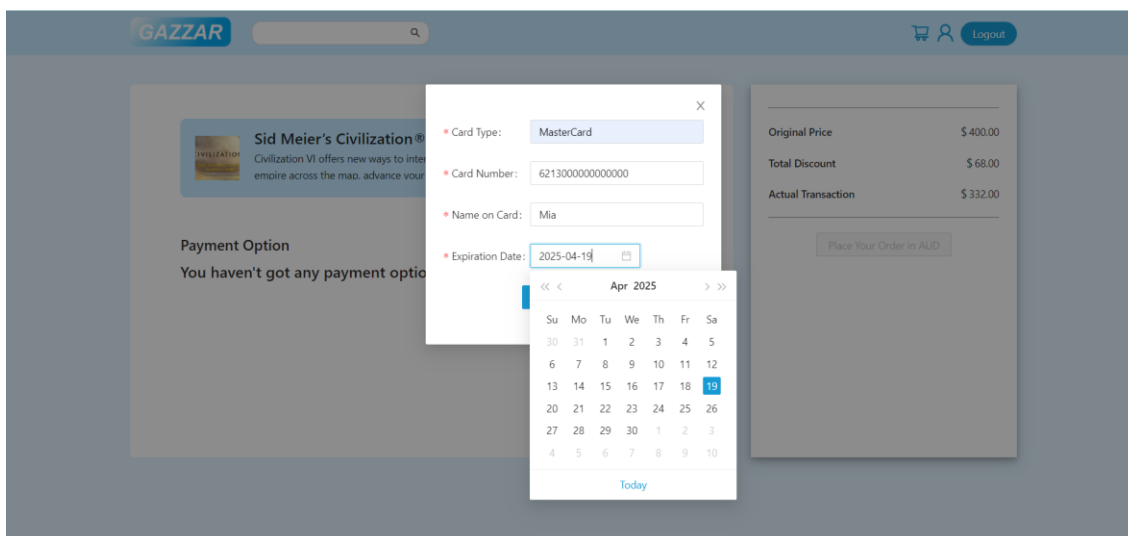 GAZZAR
Logout
Sid Meier's Civilization®
Civilization VI offers new ways to inte
empire across the map. advance your
Payment Option
You haven't got any payment optio
* Card Type: MasterCard
* Card Number: 6213000000000000
* Name on Card: Mia
* Expiration Date: 2025-04-19
Apr 2025
Su Mo Tu We Th Fr Sa
30 31 1 2 3 4 5
6 7 8 9 10 11 12
13 14 15 16 17 18 19
20 21 22 23 24 25 26
27 28 29 30 1 2 3
4 5 6 7 8 9 10
Today
Original Price $ 400.00
Total Discount $ 68.00
Actual Transaction $ 332.00
Place Your Order in AUD